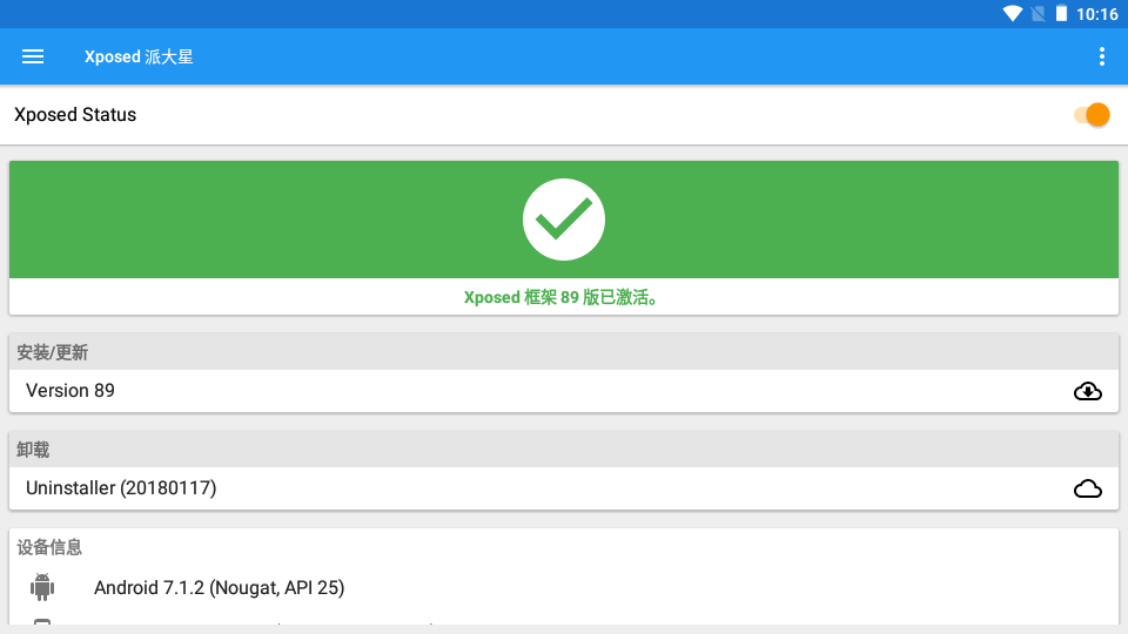 10:16
Xposed 派大星
Xposed Status
Xposed 框架 89 版已激活。
安装/更新
Version 89
卸载
Uninstaller (20180117)
设备信息
Android 7.1.2 (Nougat, API 25)